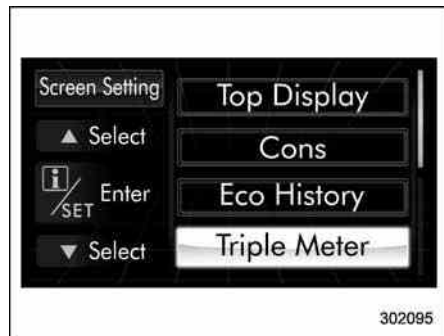 Screen Setting
▲ Select
i/SET Enter
▼ Select
Top Display
Cons
Eco History
Triple Meter
302095